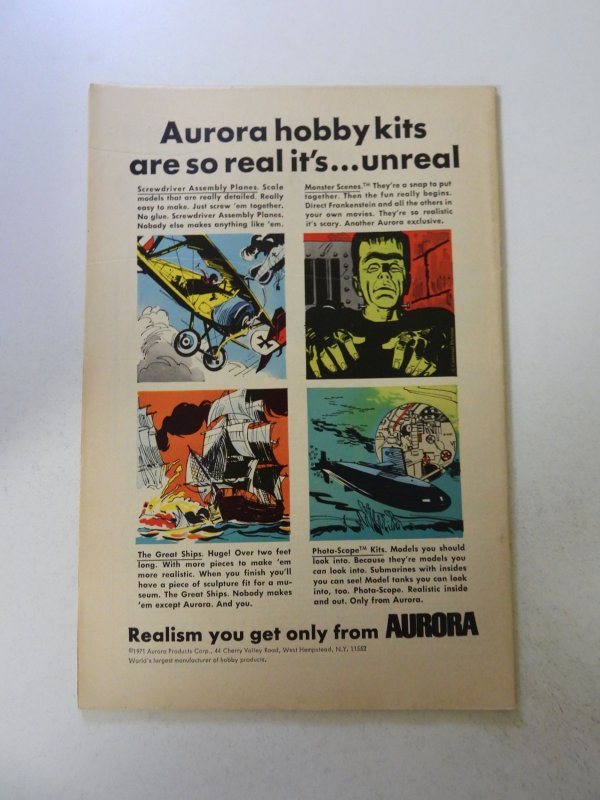 Aurora hobby kits
are so real it's...unreal
Screwdriver Assembly Planes. Scale
models that are really detailed. Really
easy to make. Just screw 'em together.
No glue. Screwdriver Assembly Planes.
Nobody else makes anything like 'em.
Monster Scenes.™ They're a snap to put
together. Then the fun really begins.
Direct Frankenstein and all the others in
your own movies. They're so realistic
it's scary. Another Aurora exclusive.
The Great Ships. Huge! Over two feet
long. With more pieces to make 'em
more realistic. When you finish you'll
have a piece of sculpture fit for a mu-
seum. The Great Ships. Nobody makes
'em except Aurora. And you.
Phota-Scope™ Kits. Models you should
look into. Because they're models you
can look into. Submarines with insides
you can see! Model tanks you can look
into, too. Phota-Scope. Realistic inside
and out. Only from Aurora.
Realism you get only from AURORA
©1971 Aurora Products Corp., 44 Cherry Valley Road, West Hempstead, N.Y. 11552
World's largest manufacturer of hobby products.